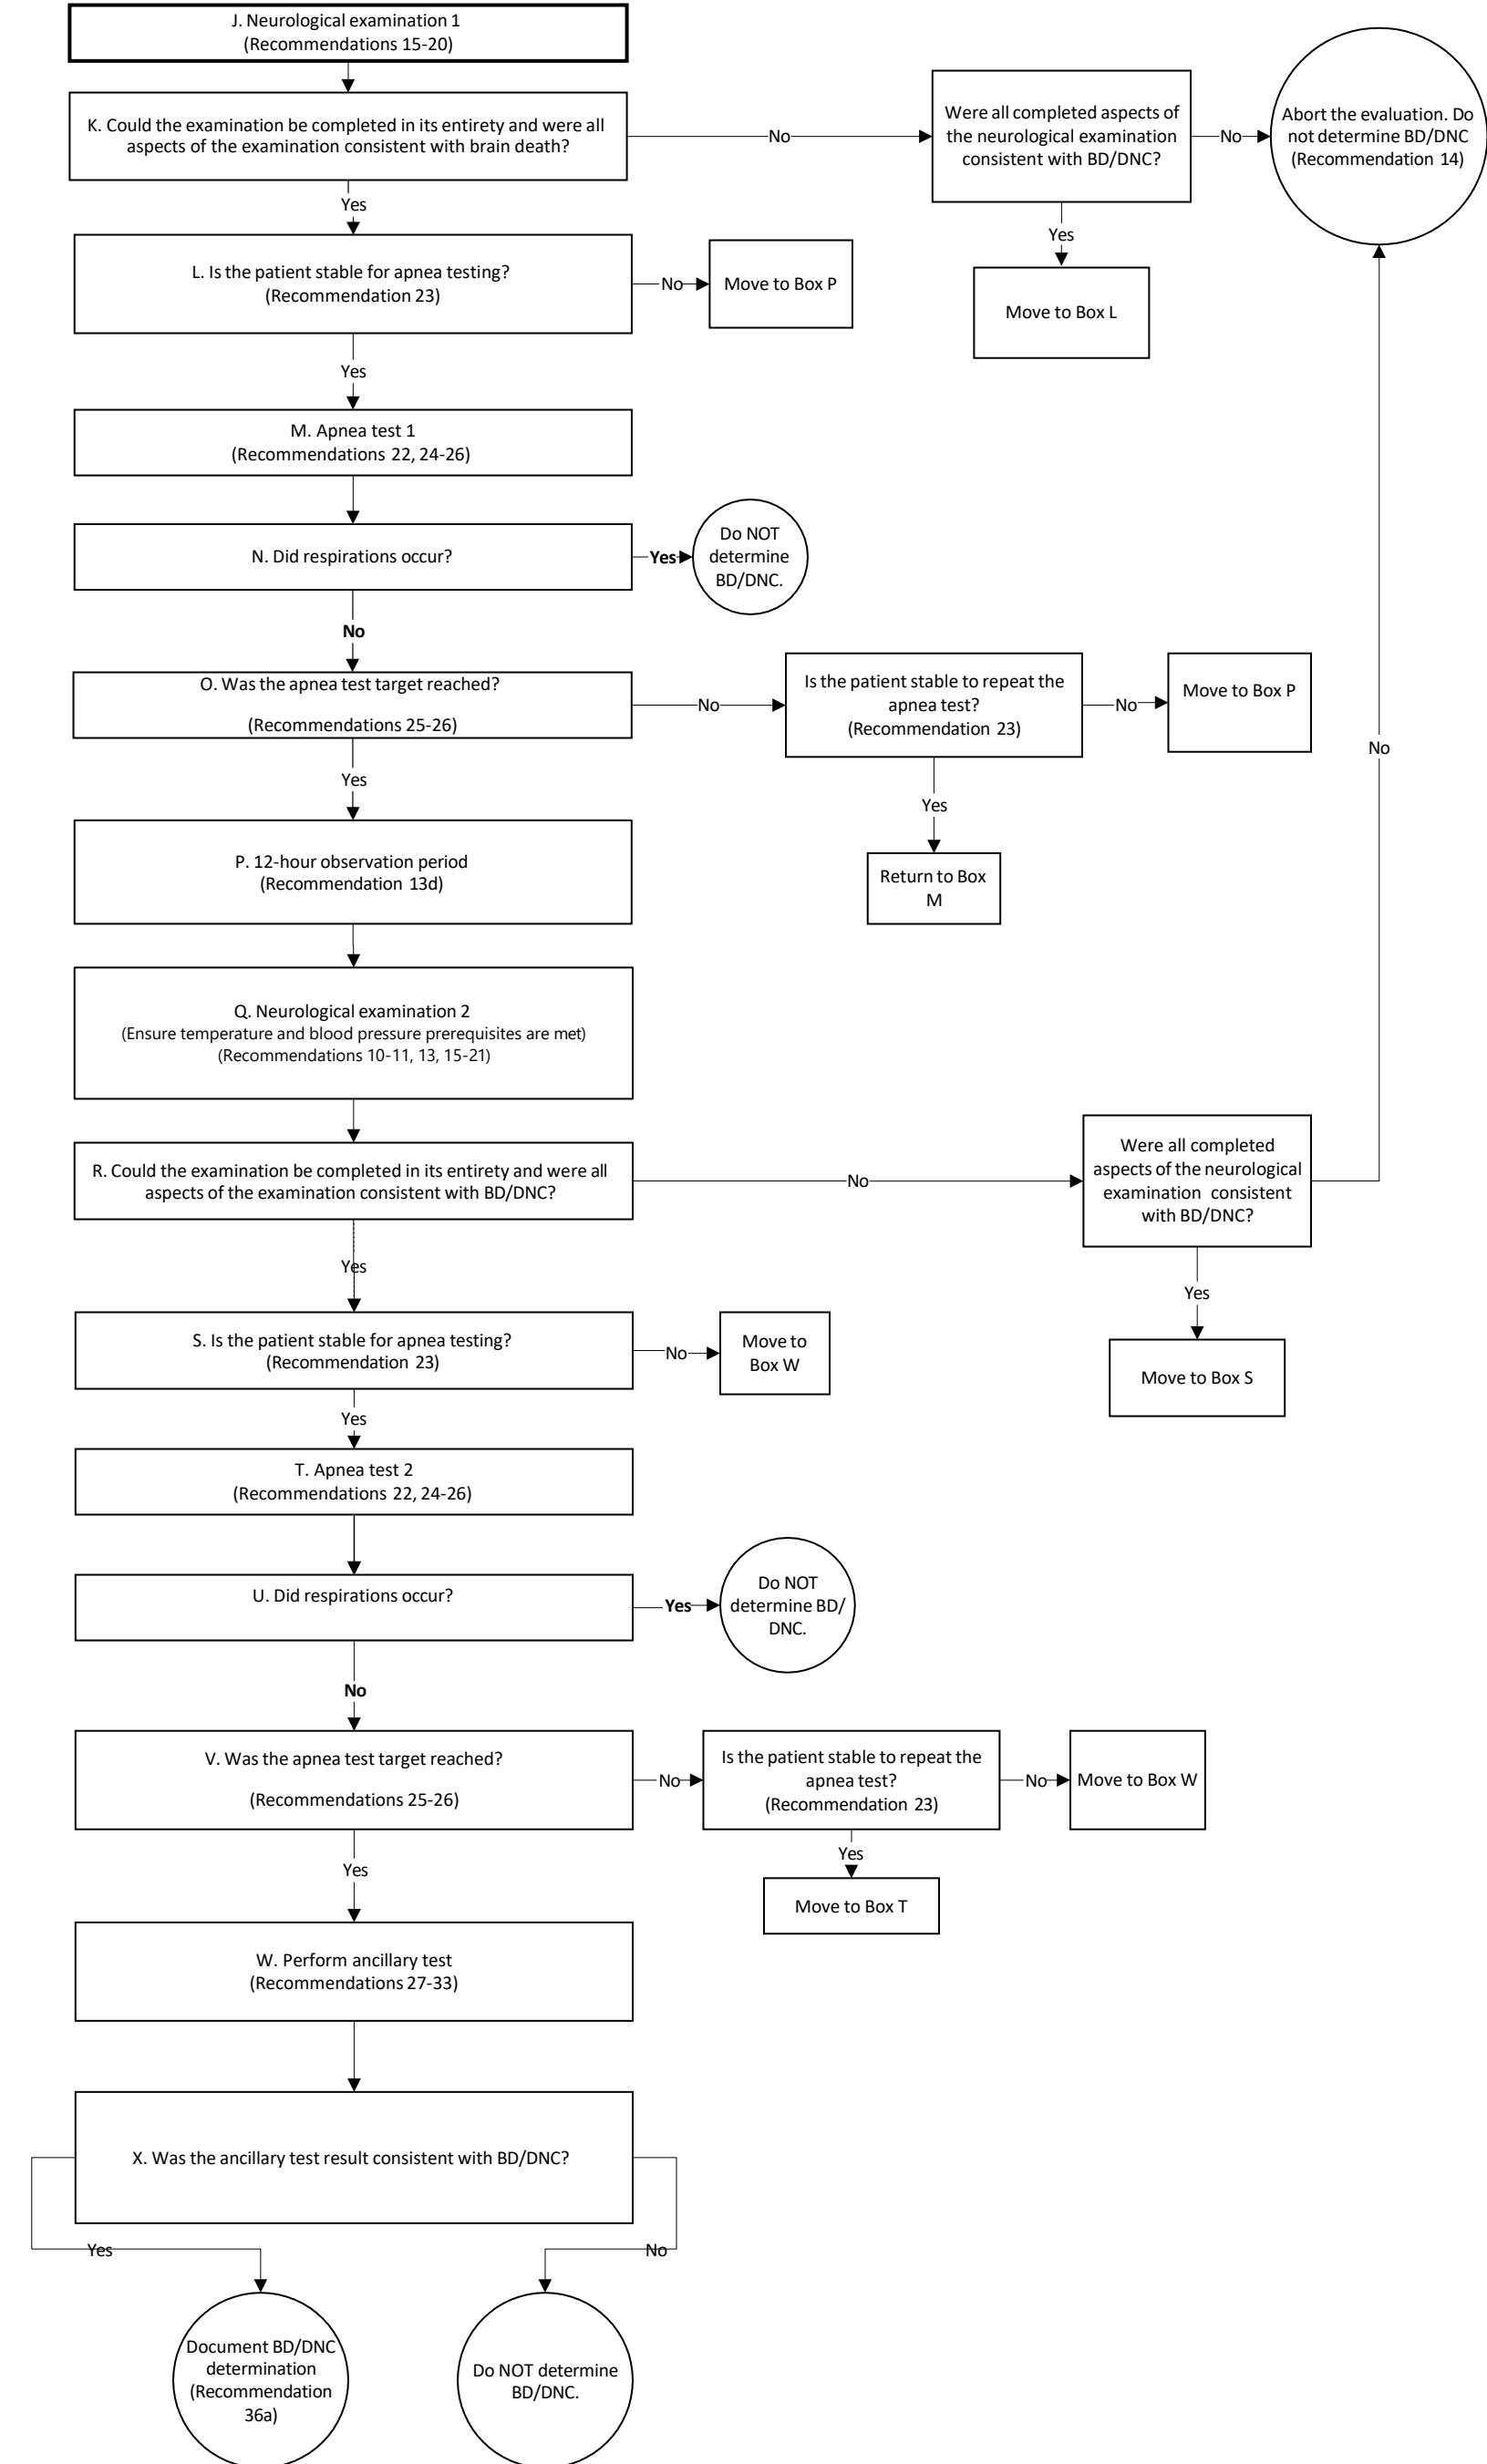 J. Neurological examination 1
(Recommendations 15-20)
K. Could the examination be completed in its entirety and were all
aspects of the examination consistent with brain death?
No
Were all completed aspects of
the neurological examination
consistent with BD/DNC?
No
Abort the evaluation. Do
not determine BD/DNC
(Recommendation 14)
Yes
Yes
Move to Box L
L. Is the patient stable for apnea testing?
(Recommendation 23)
No
Move to Box P
Yes
M. Apnea test 1
(Recommendations 22, 24-26)
N. Did respirations occur?
Yes
Do NOT
determine
BD/DNC.
No
O. Was the apnea test target reached?
(Recommendations 25-26)
No
Is the patient stable to repeat the
apnea test?
(Recommendation 23)
No
Move to Box P
No
Yes
Yes
Return to Box
M
P. 12-hour observation period
(Recommendation 13d)
Q. Neurological examination 2
(Ensure temperature and blood pressure prerequisites are met)
(Recommendations 10-11, 13, 15-21)
R. Could the examination be completed in its entirety and were all
aspects of the examination consistent with BD/DNC?
No
Were all completed
aspects of the neurological
examination consistent
with BD/DNC?
Yes
Yes
Move to Box S
S. Is the patient stable for apnea testing?
(Recommendation 23)
No
Move to
Box W
Yes
T. Apnea test 2
(Recommendations 22, 24-26)
U. Did respirations occur?
Yes
Do NOT
determine BD/
DNC.
No
V. Was the apnea test target reached?
(Recommendations 25-26)
No
Is the patient stable to repeat the
apnea test?
(Recommendation 23)
No
Move to Box W
Yes
Yes
Move to Box T
W. Perform ancillary test
(Recommendations 27-33)
X. Was the ancillary test result consistent with BD/DNC?
Yes
No
Document BD/DNC
determination
(Recommendation
36a)
Do NOT determine
BD/DNC.